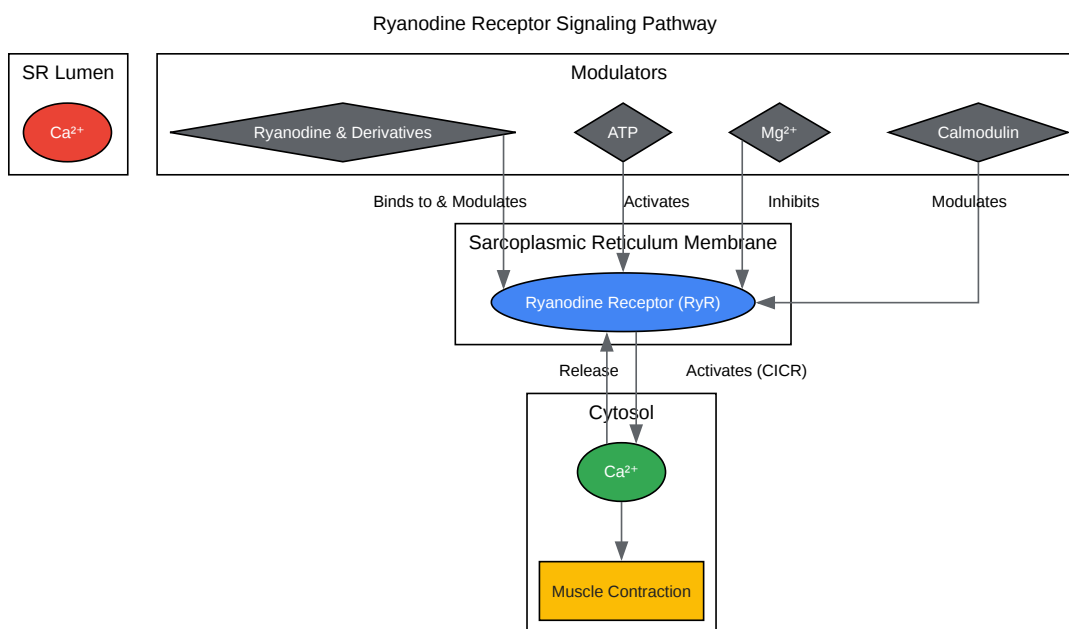 Ryanodine Receptor Signaling Pathway
SR Lumen
Modulators
Ca²⁺
Ryanodine & Derivatives
ATP
Mg²⁺
Calmodulin
Binds to & Modulates
Activates
Inhibits
Modulates
Sarcoplasmic Reticulum Membrane
Ryanodine Receptor (RyR)
Release
Activates (CICR)
Cytosol
Ca²⁺
Muscle Contraction